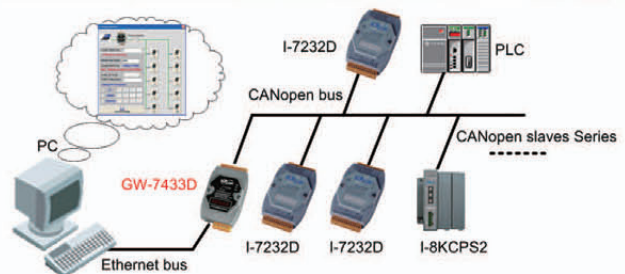 I-7232D
PLC
CANopen bus
CANopen slaves Series
PC
GW-7433D
I-7232D
I-7232D
I-8KCPS2
Ethernet bus